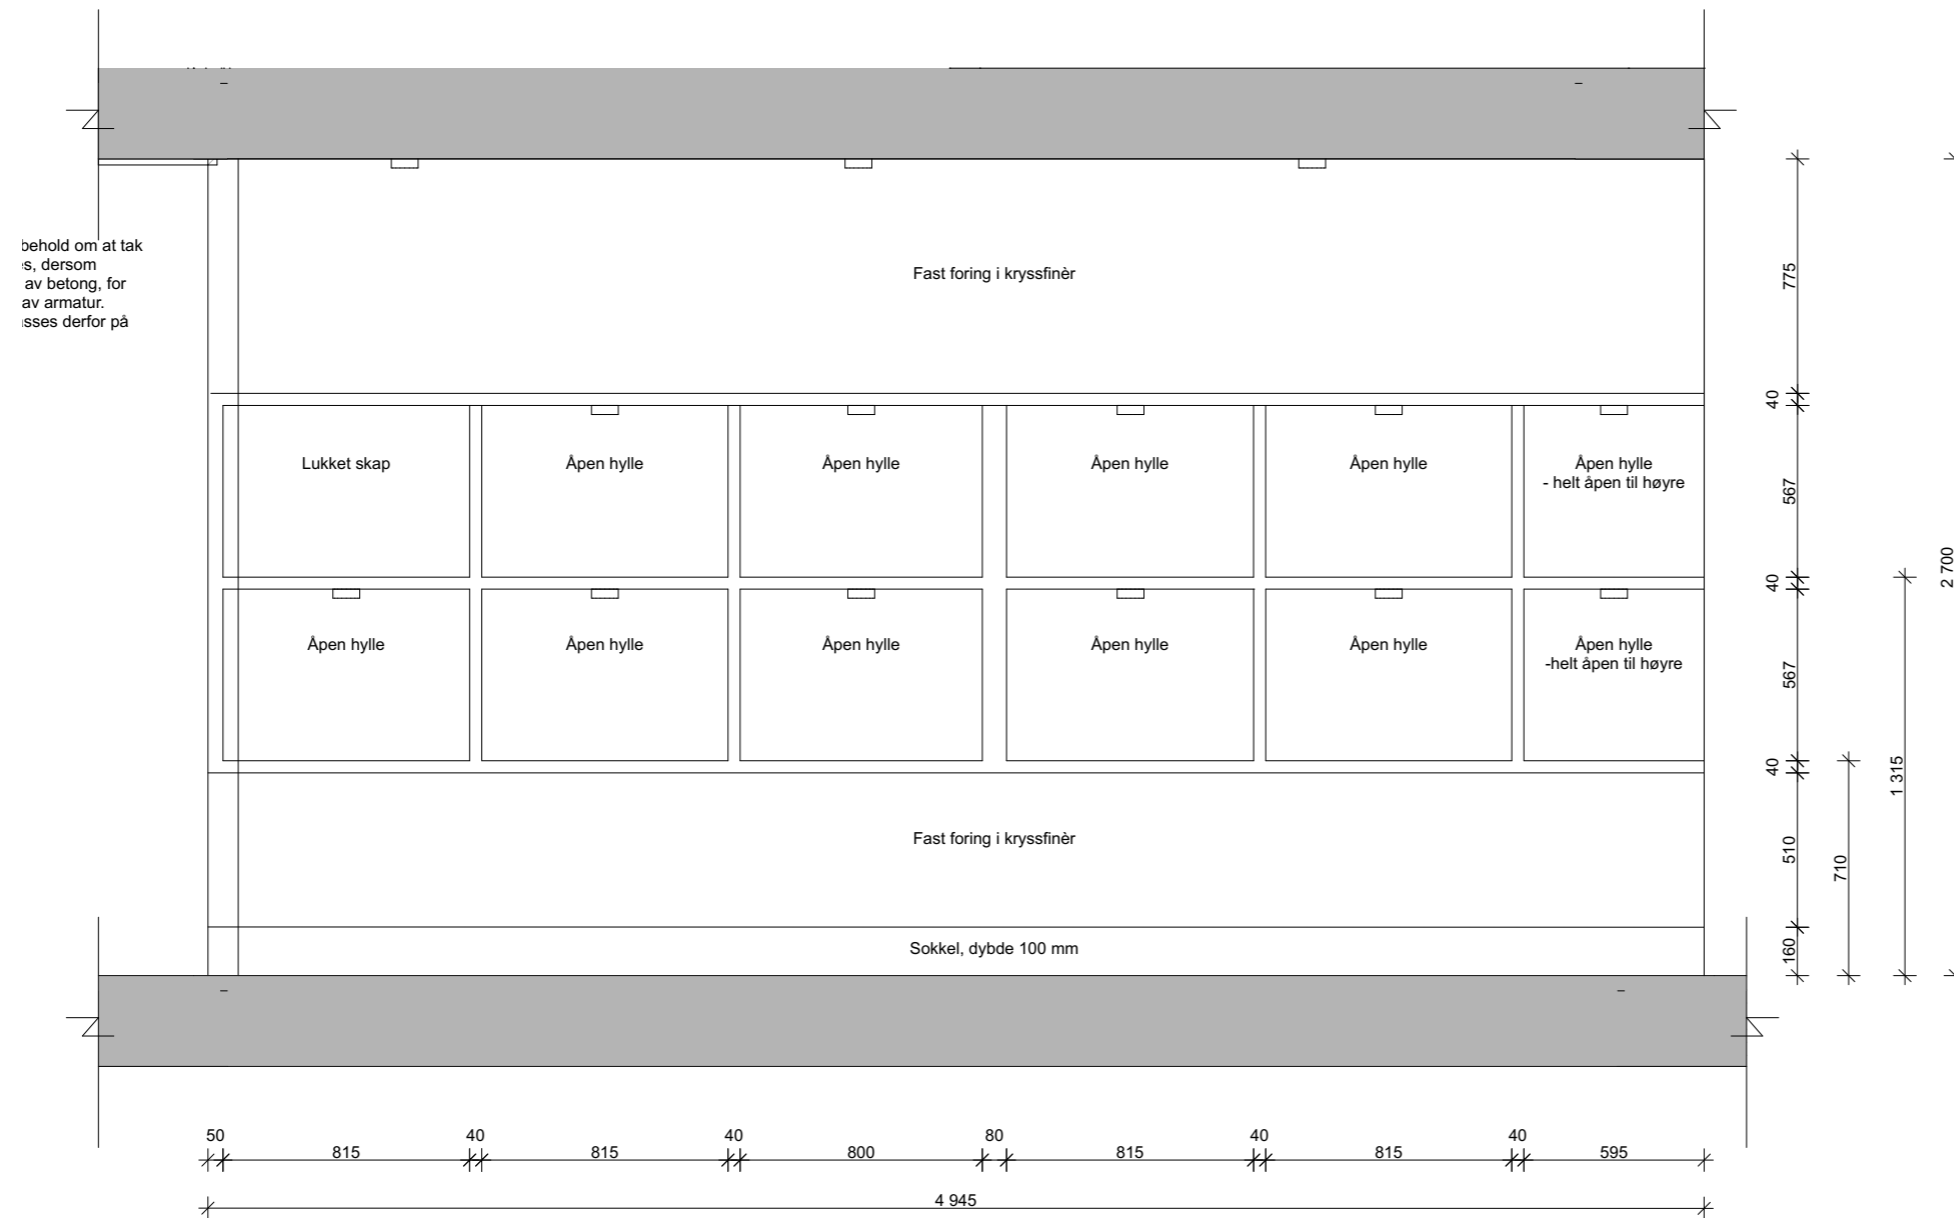 behold om at tak
dersom
av betong, for
av armatur.
derfor på
Fast foring i kryssfinèr
775
40
Lukket skap
Åpen hylle
Åpen hylle
Åpen hylle
Åpen hylle
Åpen hylle
- helt åpen til høyre
567
2 700
40
Åpen hylle
Åpen hylle
Åpen hylle
Åpen hylle
Åpen hylle
Åpen hylle
-helt åpen til høyre
567
40
1 315
Fast foring i kryssfinèr
510
710
Sokkel, dybde 100 mm
160
50
815
40
815
40
800
80
815
40
815
40
595
4 945